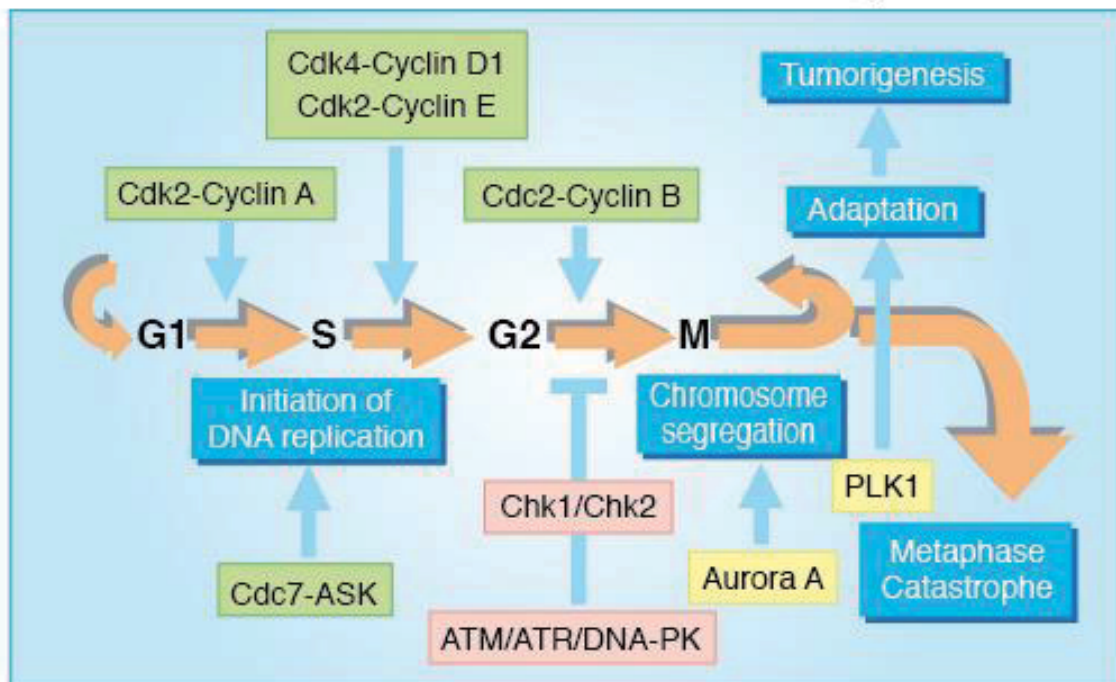 Cdk4-Cyclin D1
Cdk2-Cyclin E
Tumorigenesis
Cdk2-Cyclin A
Cdc2-Cyclin B
Adaptation
G1
S
G2
M
Initiation of
DNA replication
Chromosome
segregation
Chk1/Chk2
PLK1
Cdc7-ASK
Aurora A
Metaphase
Catastrophe
ATM/ATR/DNA-PK